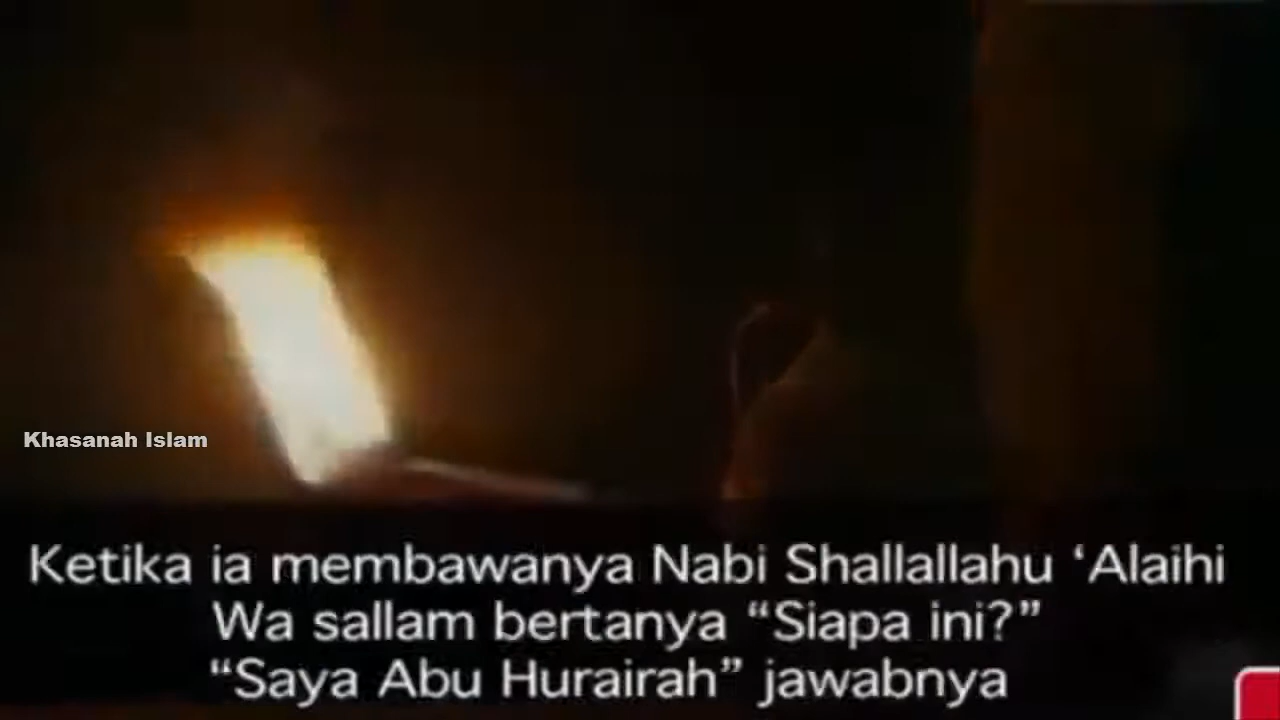 Khasanah Islam
Ketika ia membawanya Nabi Shallallahu ‘Alaihi
Wa sallam bertanya “Siapa ini?”
“Saya Abu Hurairah” jawabnya